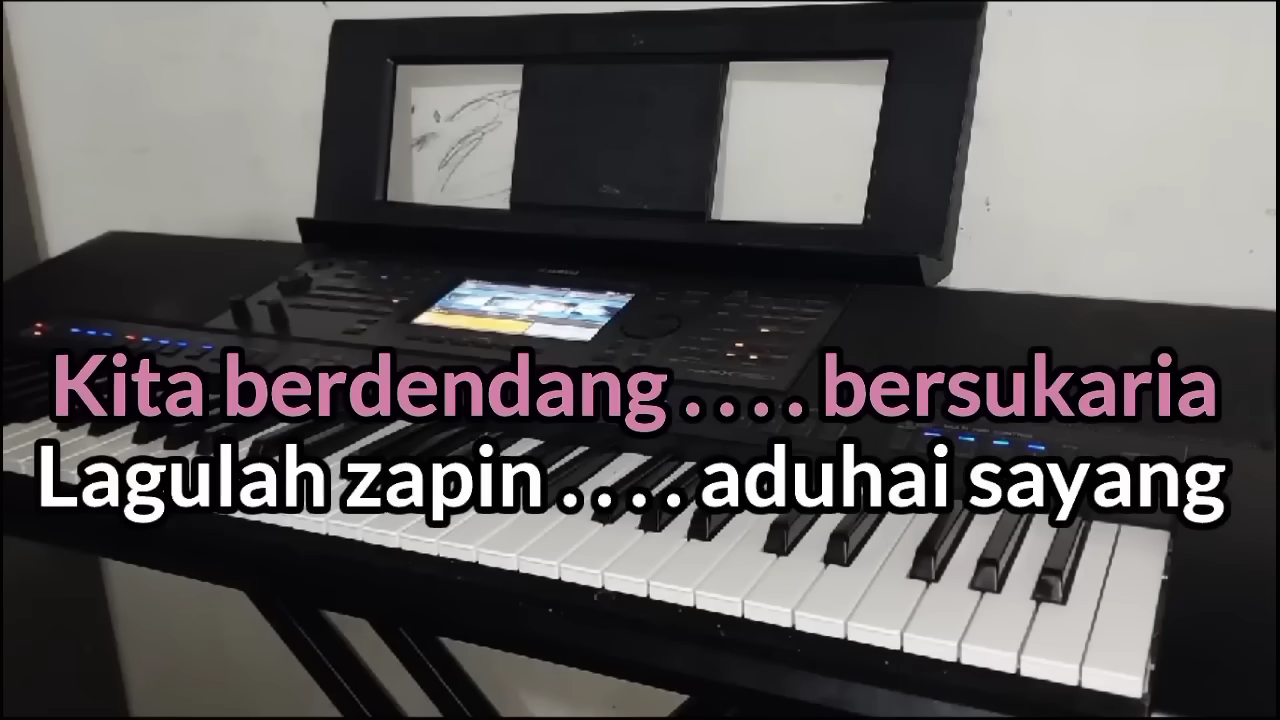 Kita berdendang .... bersukaria
Lagulah zapin .... aduhai sayang